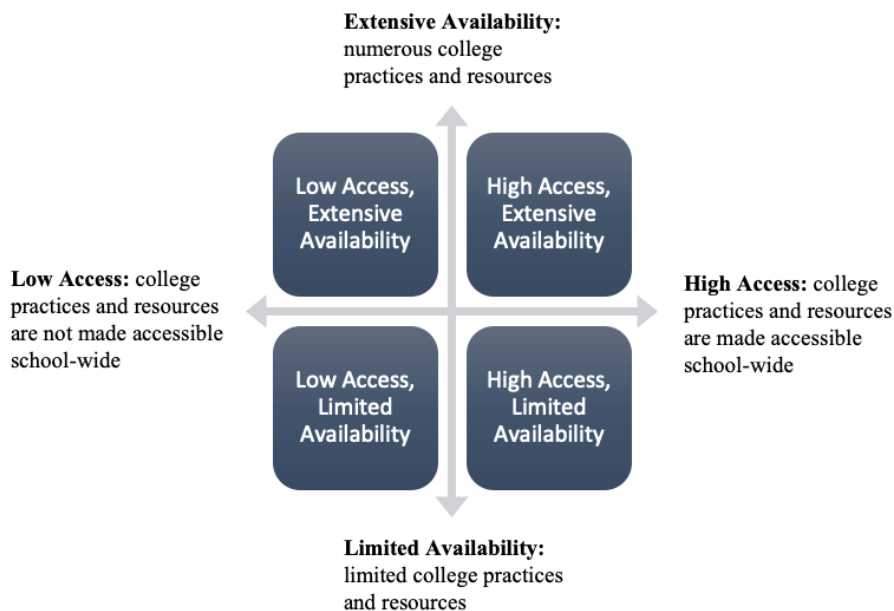 Extensive Availability:
numerous college
practices and resources
Low Access,
Extensive
Availability
High Access,
Extensive
Availability
Low Access: college
practices and resources
are not made accessible
school-wide
High Access: college
practices and resources
are made accessible
school-wide
Low Access,
Limited
Availability
High Access,
Limited
Availability
Limited Availability:
limited college practices
and resources